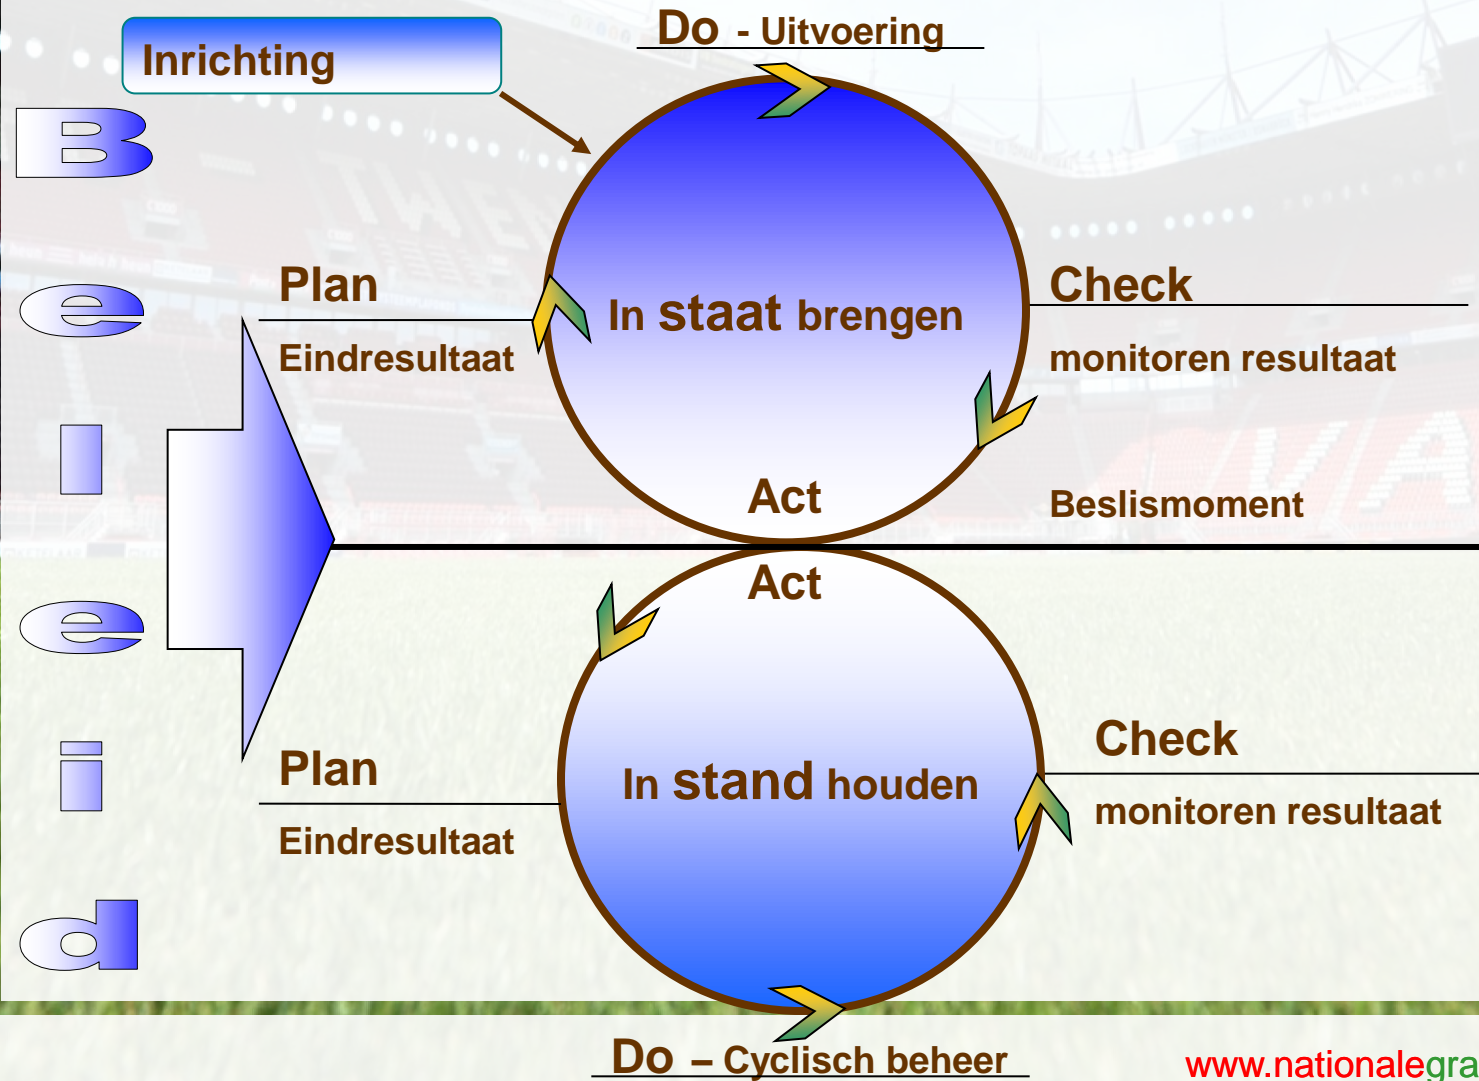 Do - Uitvoering
Inrichting
Beleid
Plan
Eindresultaat
In staat brengen
Check
monitoren resultaat
Act
Beslismoment
Act
Plan
Eindresultaat
In stand houden
Check
monitoren resultaat
Do – Cyclisch beheer
www.nationalegra